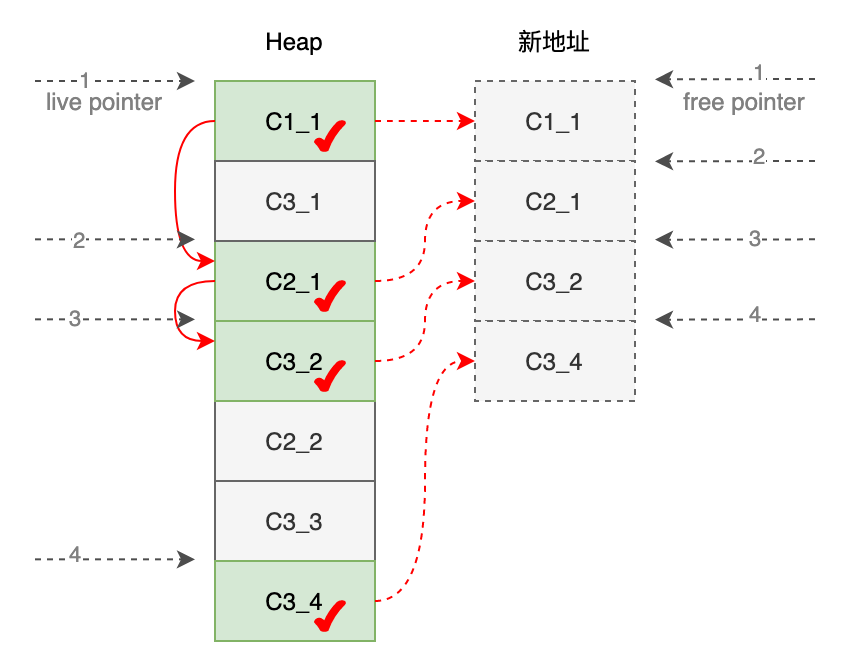 Heap
新地址
1
live pointer
1
free pointer
C1_1
C1_1
2
C3_1
C2_1
2
3
C2_1
C3_2
3
4
C3_2
C3_4
C2_2
C3_3
4
C3_4